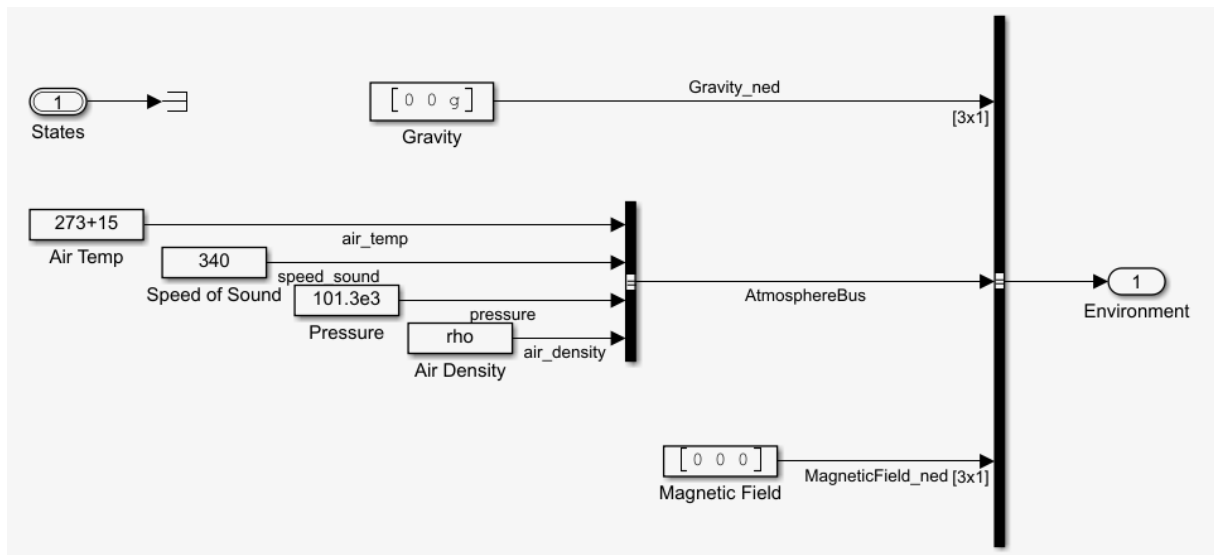 1
States
[0 0 g]
Gravity
Gravity_ned
[3x1]
273+15
Air Temp
air_temp
340
Speed of Sound
speed_sound
101.3e3
Pressure
pressure
rho
Air Density
air_density
AtmosphereBus
1
Environment
[0 0 0]
Magnetic Field
MagneticField_ned [3x1]